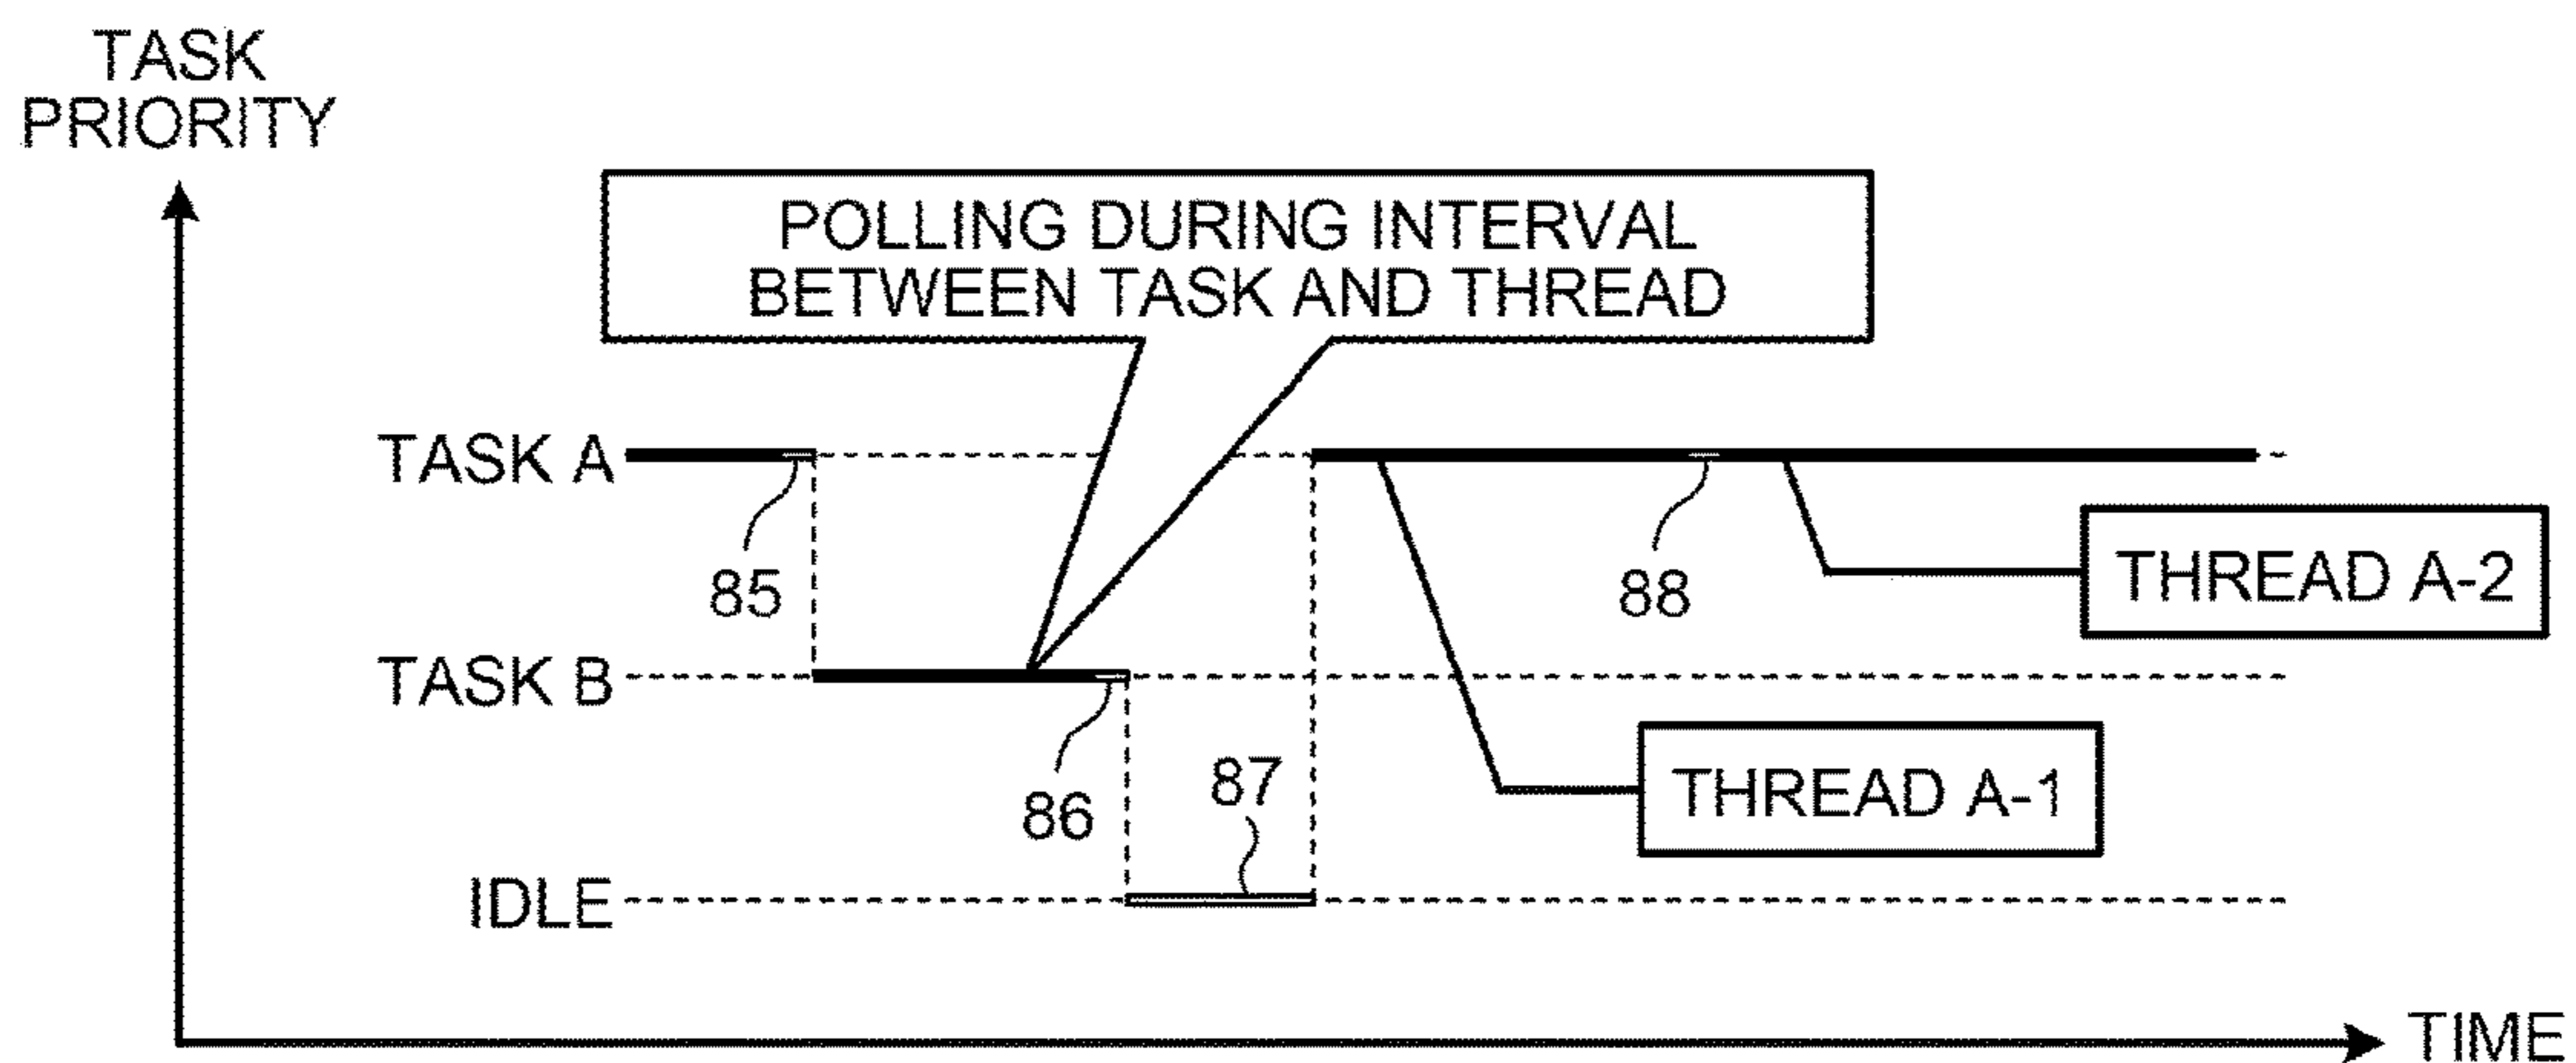 TASK
PRIORITY
POLLING DURING INTERVAL
BETWEEN TASK AND THREAD
TASK A
85
88
THREAD A-2
TASK B
86
87
THREAD A-1
IDLE
TIME